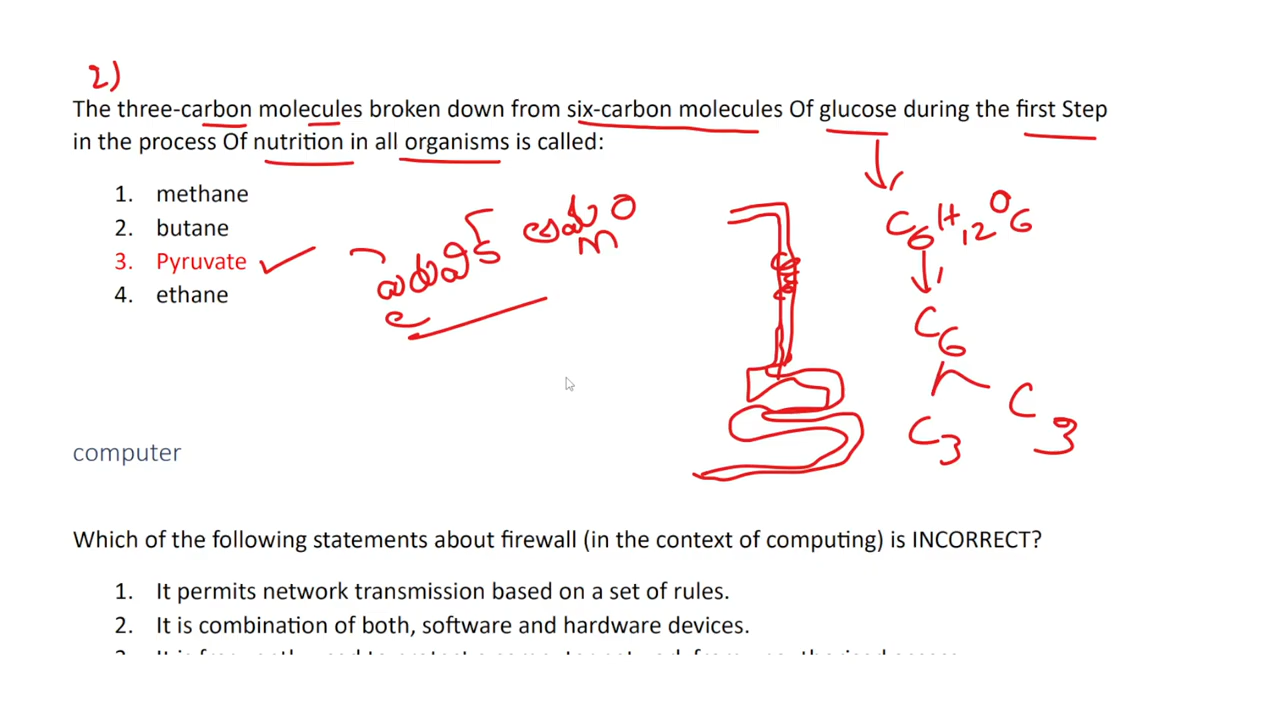 2)
The three-carbon molecules broken down from six-carbon molecules Of glucose during the first Step
in the process Of nutrition in all organisms is called:
1. methane
2. butane
3. Pyruvate
4. ethane
C6H12O6
C6
C3 C3
computer
Which of the following statements about firewall (in the context of computing) is INCORRECT?
1. It permits network transmission based on a set of rules.
2. It is combination of both, software and hardware devices.